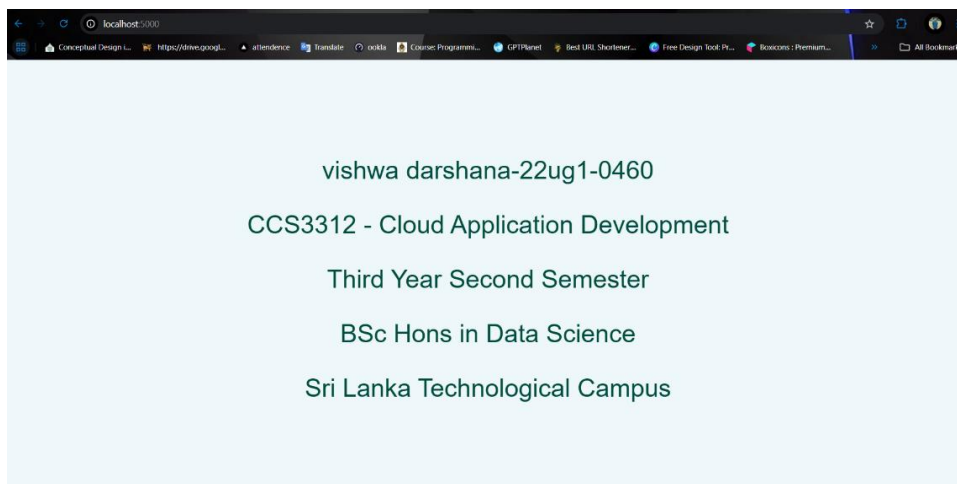 localhost:5000
Conceptual Design i... https://drive.googl... attendence Translate ookla Course: Programmi... GPTPlanet Best URL Shortener... Free Design Tool: Pr... Boxicons : Premium... » All Bookmark
vishwa darshana-22ug1-0460
CCS3312 - Cloud Application Development
Third Year Second Semester
BSc Hons in Data Science
Sri Lanka Technological Campus